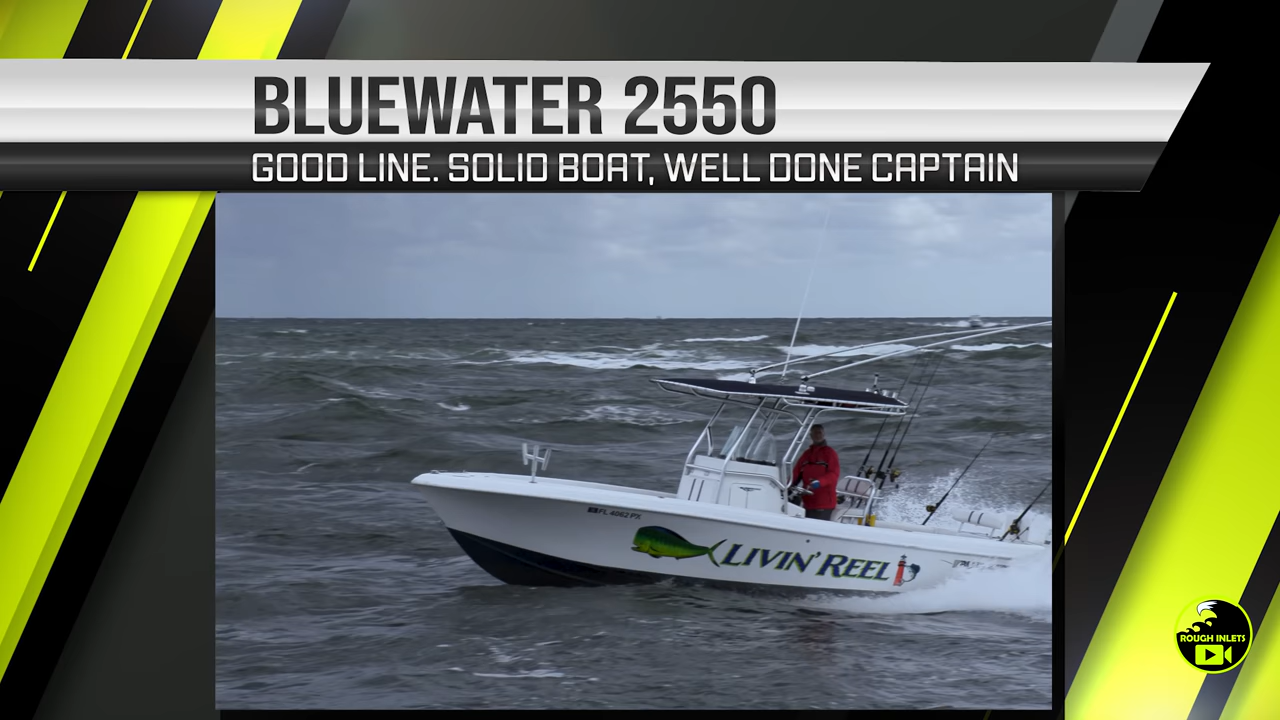 BLUEWATER 2550
GOOD LINE. SOLID BOAT, WELL DONE CAPTAIN
FL 4062 PX
LIVIN' REEL
ROUGH INLETS